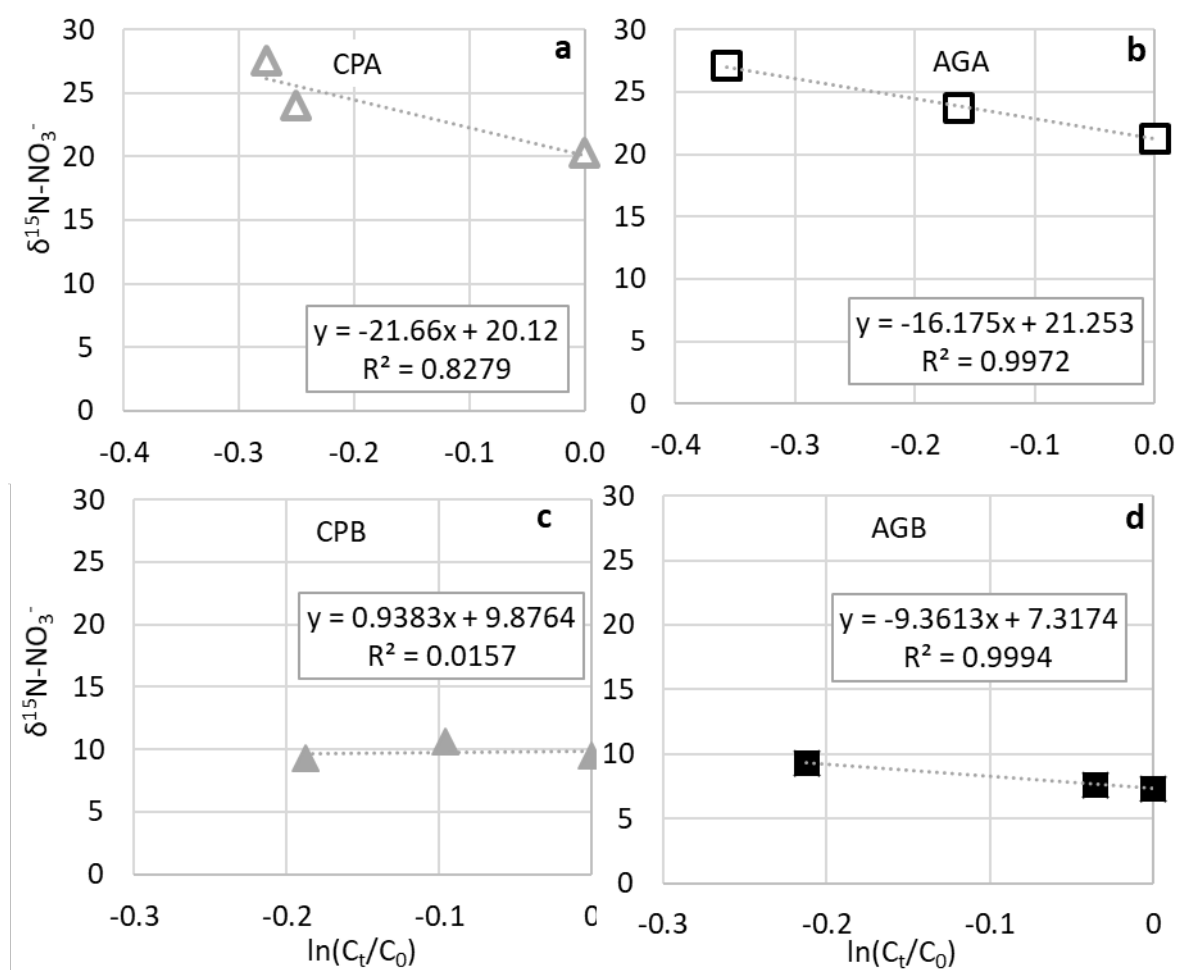 a
CPA
δ¹⁵N-NO₃⁻
30
25
20
15
10
5
0
y = -21.66x + 20.12
R² = 0.8279
-0.4
-0.3
-0.2
-0.1
0.0
b
AGA
30
25
20
15
10
5
0
y = -16.175x + 21.253
R² = 0.9972
-0.4
-0.3
-0.2
-0.1
0.0
c
CPB
δ¹⁵N-NO₃⁻
30
25
20
15
10
5
0
y = 0.9383x + 9.8764
R² = 0.0157
-0.3
-0.2
-0.1
0
ln(Cₜ/C₀)
d
AGB
30
25
20
15
10
5
0
y = -9.3613x + 7.3174
R² = 0.9994
-0.3
-0.2
-0.1
0
ln(Cₜ/C₀)